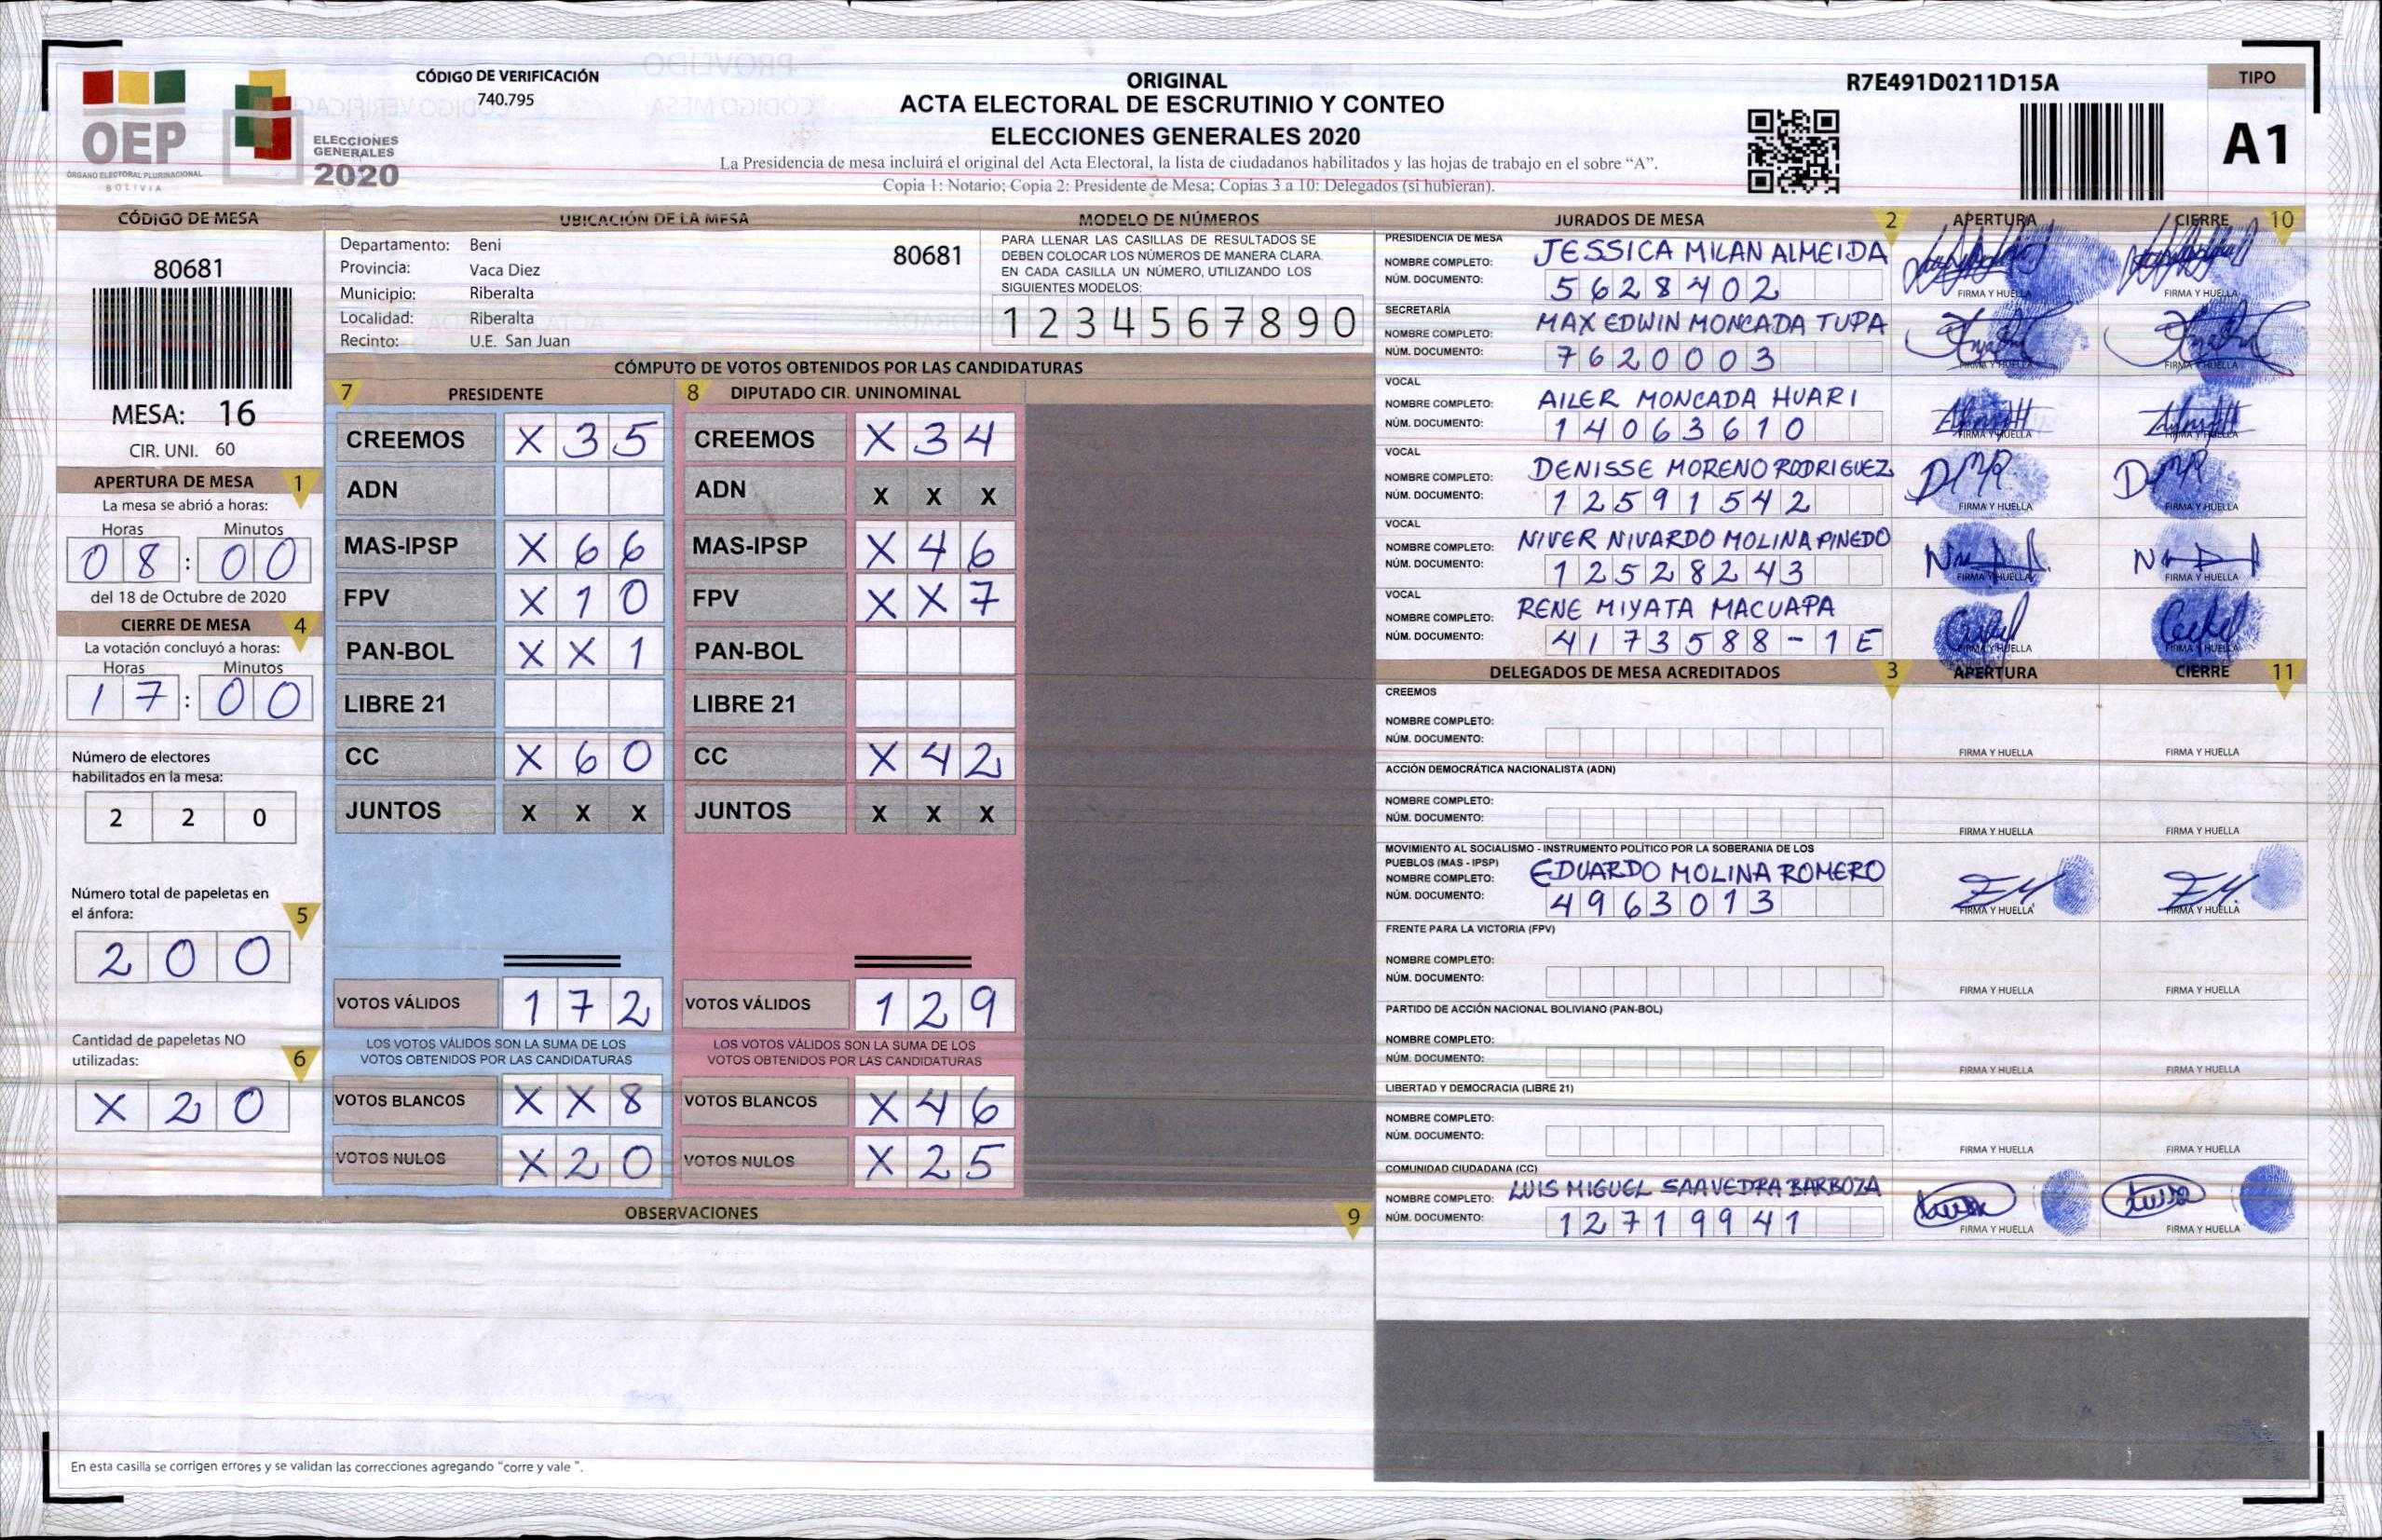 OEP
ÓRGANO ELECTORAL PLURINACIONAL
BOLIVIA
ELECCIONES
GENERALES
2020
CÓDIGO DE VERIFICACIÓN
740.795
ORIGINAL
ACTA ELECTORAL DE ESCRUTINIO Y CONTEO
ELECCIONES GENERALES 2020
La Presidencia de mesa incluirá el original del Acta Electoral, la lista de ciudadanos habilitados y las hojas de trabajo en el sobre “A”.
Copia 1: Notario; Copia 2: Presidente de Mesa; Copias 3 a 10: Delegados (si hubieran).
R7E491D0211D15A
TIPO
A1
CÓDIGO DE MESA
80681
MESA: 16
CIR. UNI. 60
APERTURA DE MESA 1
La mesa se abrió a horas:
Horas Minutos
08:00
del 18 de Octubre de 2020
CIERRE DE MESA 4
La votación concluyó a horas:
Horas Minutos
17:00
Número de electores
habilitados en la mesa:
2 2 0
Número total de papeletas en
el ánfora: 5
2 0 0
Cantidad de papeletas NO
utilizadas: 6
X 2 0
UBICACIÓN DE LA MESA
Departamento: Beni 80681
Provincia: Vaca Diez
Municipio: Riberalta
Localidad: Riberalta
Recinto: U.E. San Juan
MODELO DE NÚMEROS
PARA LLENAR LAS CASILLAS DE RESULTADOS SE
DEBEN COLOCAR LOS NÚMEROS DE MANERA CLARA.
EN CADA CASILLA UN NÚMERO, UTILIZANDO LOS
SIGUIENTES MODELOS:
1 2 3 4 5 6 7 8 9 0
CÓMPUTO DE VOTOS OBTENIDOS POR LAS CANDIDATURAS
7 PRESIDENTE 8 DIPUTADO CIR. UNINOMINAL
CREEMOS X 3 5 CREEMOS X 3 4
ADN ADN X X X
MAS-IPSP X 6 6 MAS-IPSP X 4 6
FPV X 1 0 FPV X X 7
PAN-BOL X X 1 PAN-BOL
LIBRE 21 LIBRE 21
CC X 6 0 CC X 4 2
JUNTOS X X X JUNTOS X X X
VOTOS VÁLIDOS 1 7 2 VOTOS VÁLIDOS 1 2 9
LOS VOTOS VÁLIDOS SON LA SUMA DE LOS LOS VOTOS VÁLIDOS SON LA SUMA DE LOS
VOTOS OBTENIDOS POR LAS CANDIDATURAS VOTOS OBTENIDOS POR LAS CANDIDATURAS
VOTOS BLANCOS X X 8 VOTOS BLANCOS X 4 6
VOTOS NULOS X 2 0 VOTOS NULOS X 2 5
OBSERVACIONES 9
En esta casilla se corrigen errores y se validan las correcciones agregando "corre y vale ".
JURADOS DE MESA 2 APERTURA CIERRE 10
PRESIDENCIA DE MESA
NOMBRE COMPLETO: JESSICA MILAN ALMEIDA
NÚM. DOCUMENTO: 5628402 FIRMA Y HUELLA FIRMA Y HUELLA
SECRETARÍA
NOMBRE COMPLETO: MAX EDWIN MONCADA TUPA
NÚM. DOCUMENTO: 7620003 FIRMA Y HUELLA FIRMA Y HUELLA
VOCAL
NOMBRE COMPLETO: AILER MONCADA HUARI
NÚM. DOCUMENTO: 14063610 FIRMA Y HUELLA FIRMA Y HUELLA
VOCAL
NOMBRE COMPLETO: DENISSE MORENO RODRIGUEZ
NÚM. DOCUMENTO: 12591542 FIRMA Y HUELLA FIRMA Y HUELLA
VOCAL
NOMBRE COMPLETO: NIVER NIVARDO MOLINA PINEDO
NÚM. DOCUMENTO: 12528243 FIRMA Y HUELLA FIRMA Y HUELLA
VOCAL
NOMBRE COMPLETO: RENE MIYATA MACUAPA
NÚM. DOCUMENTO: 4173588-1E FIRMA Y HUELLA FIRMA Y HUELLA
DELEGADOS DE MESA ACREDITADOS 3 APERTURA CIERRE 11
CREEMOS
NOMBRE COMPLETO:
NÚM. DOCUMENTO: FIRMA Y HUELLA FIRMA Y HUELLA
ACCIÓN DEMOCRÁTICA NACIONALISTA (ADN)
NOMBRE COMPLETO:
NÚM. DOCUMENTO: FIRMA Y HUELLA FIRMA Y HUELLA
MOVIMIENTO AL SOCIALISMO - INSTRUMENTO POLÍTICO POR LA SOBERANIA DE LOS
PUEBLOS (MAS - IPSP)
NOMBRE COMPLETO: EDUARDO MOLINA ROMERO
NÚM. DOCUMENTO: 4963013 FIRMA Y HUELLA FIRMA Y HUELLA
FRENTE PARA LA VICTORIA (FPV)
NOMBRE COMPLETO:
NÚM. DOCUMENTO: FIRMA Y HUELLA FIRMA Y HUELLA
PARTIDO DE ACCIÓN NACIONAL BOLIVIANO (PAN-BOL)
NOMBRE COMPLETO:
NÚM. DOCUMENTO: FIRMA Y HUELLA FIRMA Y HUELLA
LIBERTAD Y DEMOCRACIA (LIBRE 21)
NOMBRE COMPLETO:
NÚM. DOCUMENTO: FIRMA Y HUELLA FIRMA Y HUELLA
COMUNIDAD CIUDADANA (CC)
NOMBRE COMPLETO: LUIS MIGUEL SAAVEDRA BARBOZA
NÚM. DOCUMENTO: 12719941 FIRMA Y HUELLA FIRMA Y HUELLA